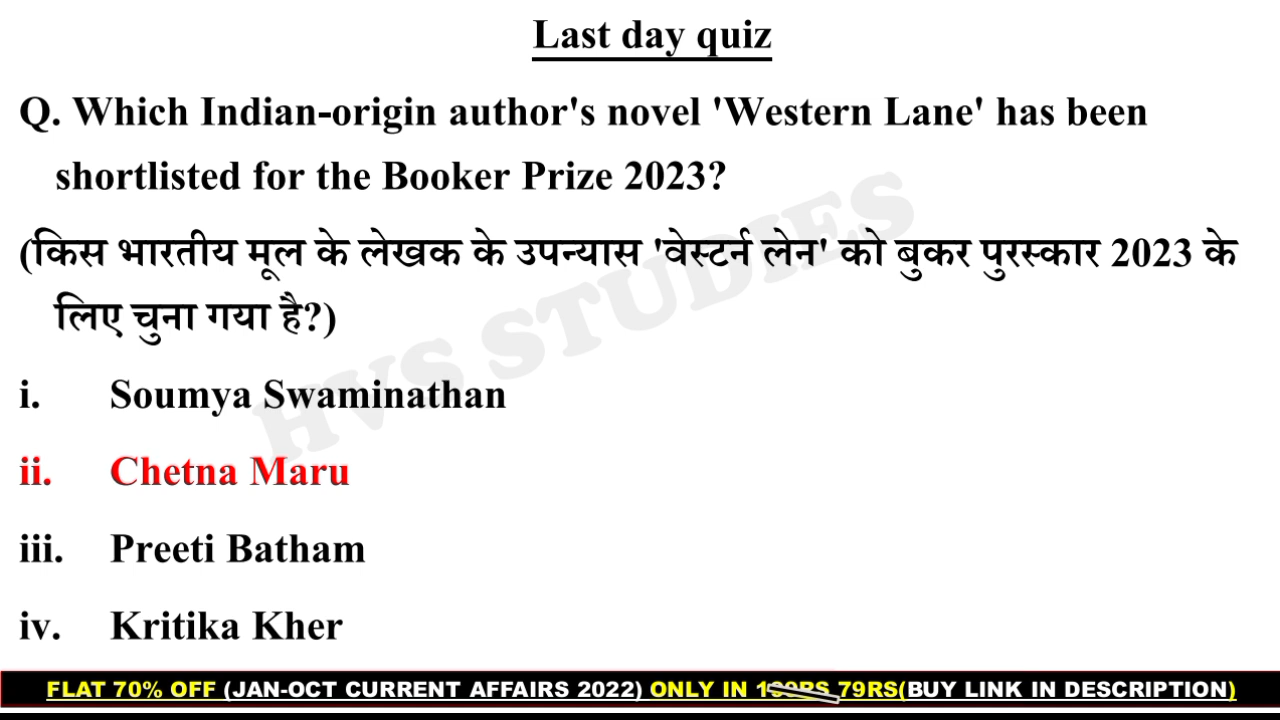 Last day quiz
Q. Which Indian-origin author's novel 'Western Lane' has been
shortlisted for the Booker Prize 2023?
(किस भारतीय मूल के लेखक के उपन्यास 'वेस्टर्न लेन' को बुकर पुरस्कार 2023 के
लिए चुना गया है?)
HVS STUDIES
i. Soumya Swaminathan
ii. Chetna Maru
iii. Preeti Batham
iv. Kritika Kher
FLAT 70% OFF (JAN-OCT CURRENT AFFAIRS 2022) ONLY IN 79RS(BUY LINK IN DESCRIPTION)